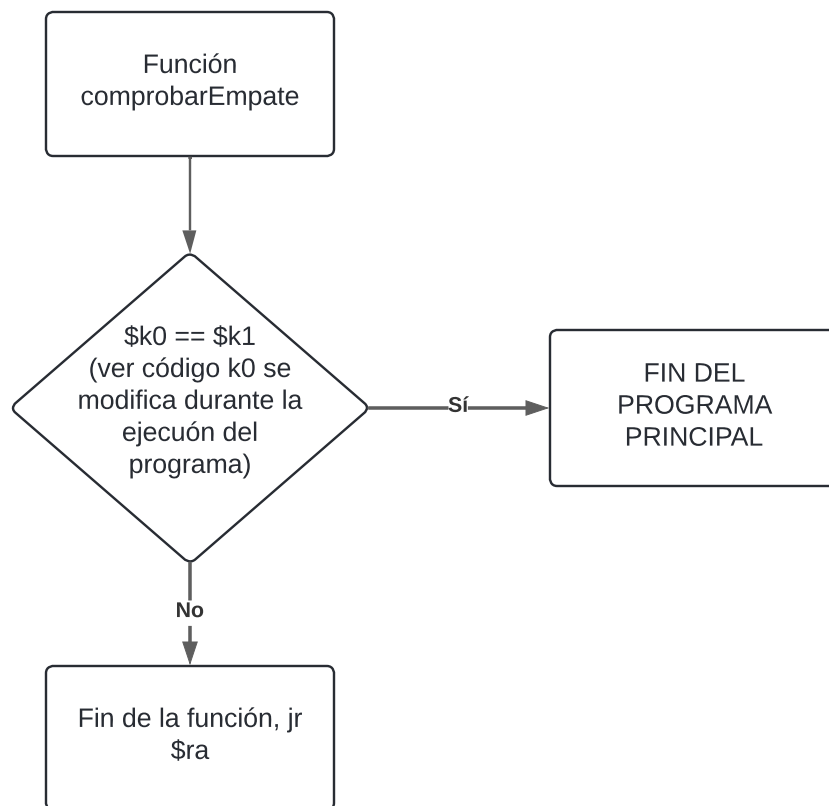 Función
comprobarEmpate
$k0 == $k1
(ver código k0 se
modifica durante la
ejecuón del
programa)
Sí
FIN DEL
PROGRAMA
PRINCIPAL
No
Fin de la función, jr
$ra